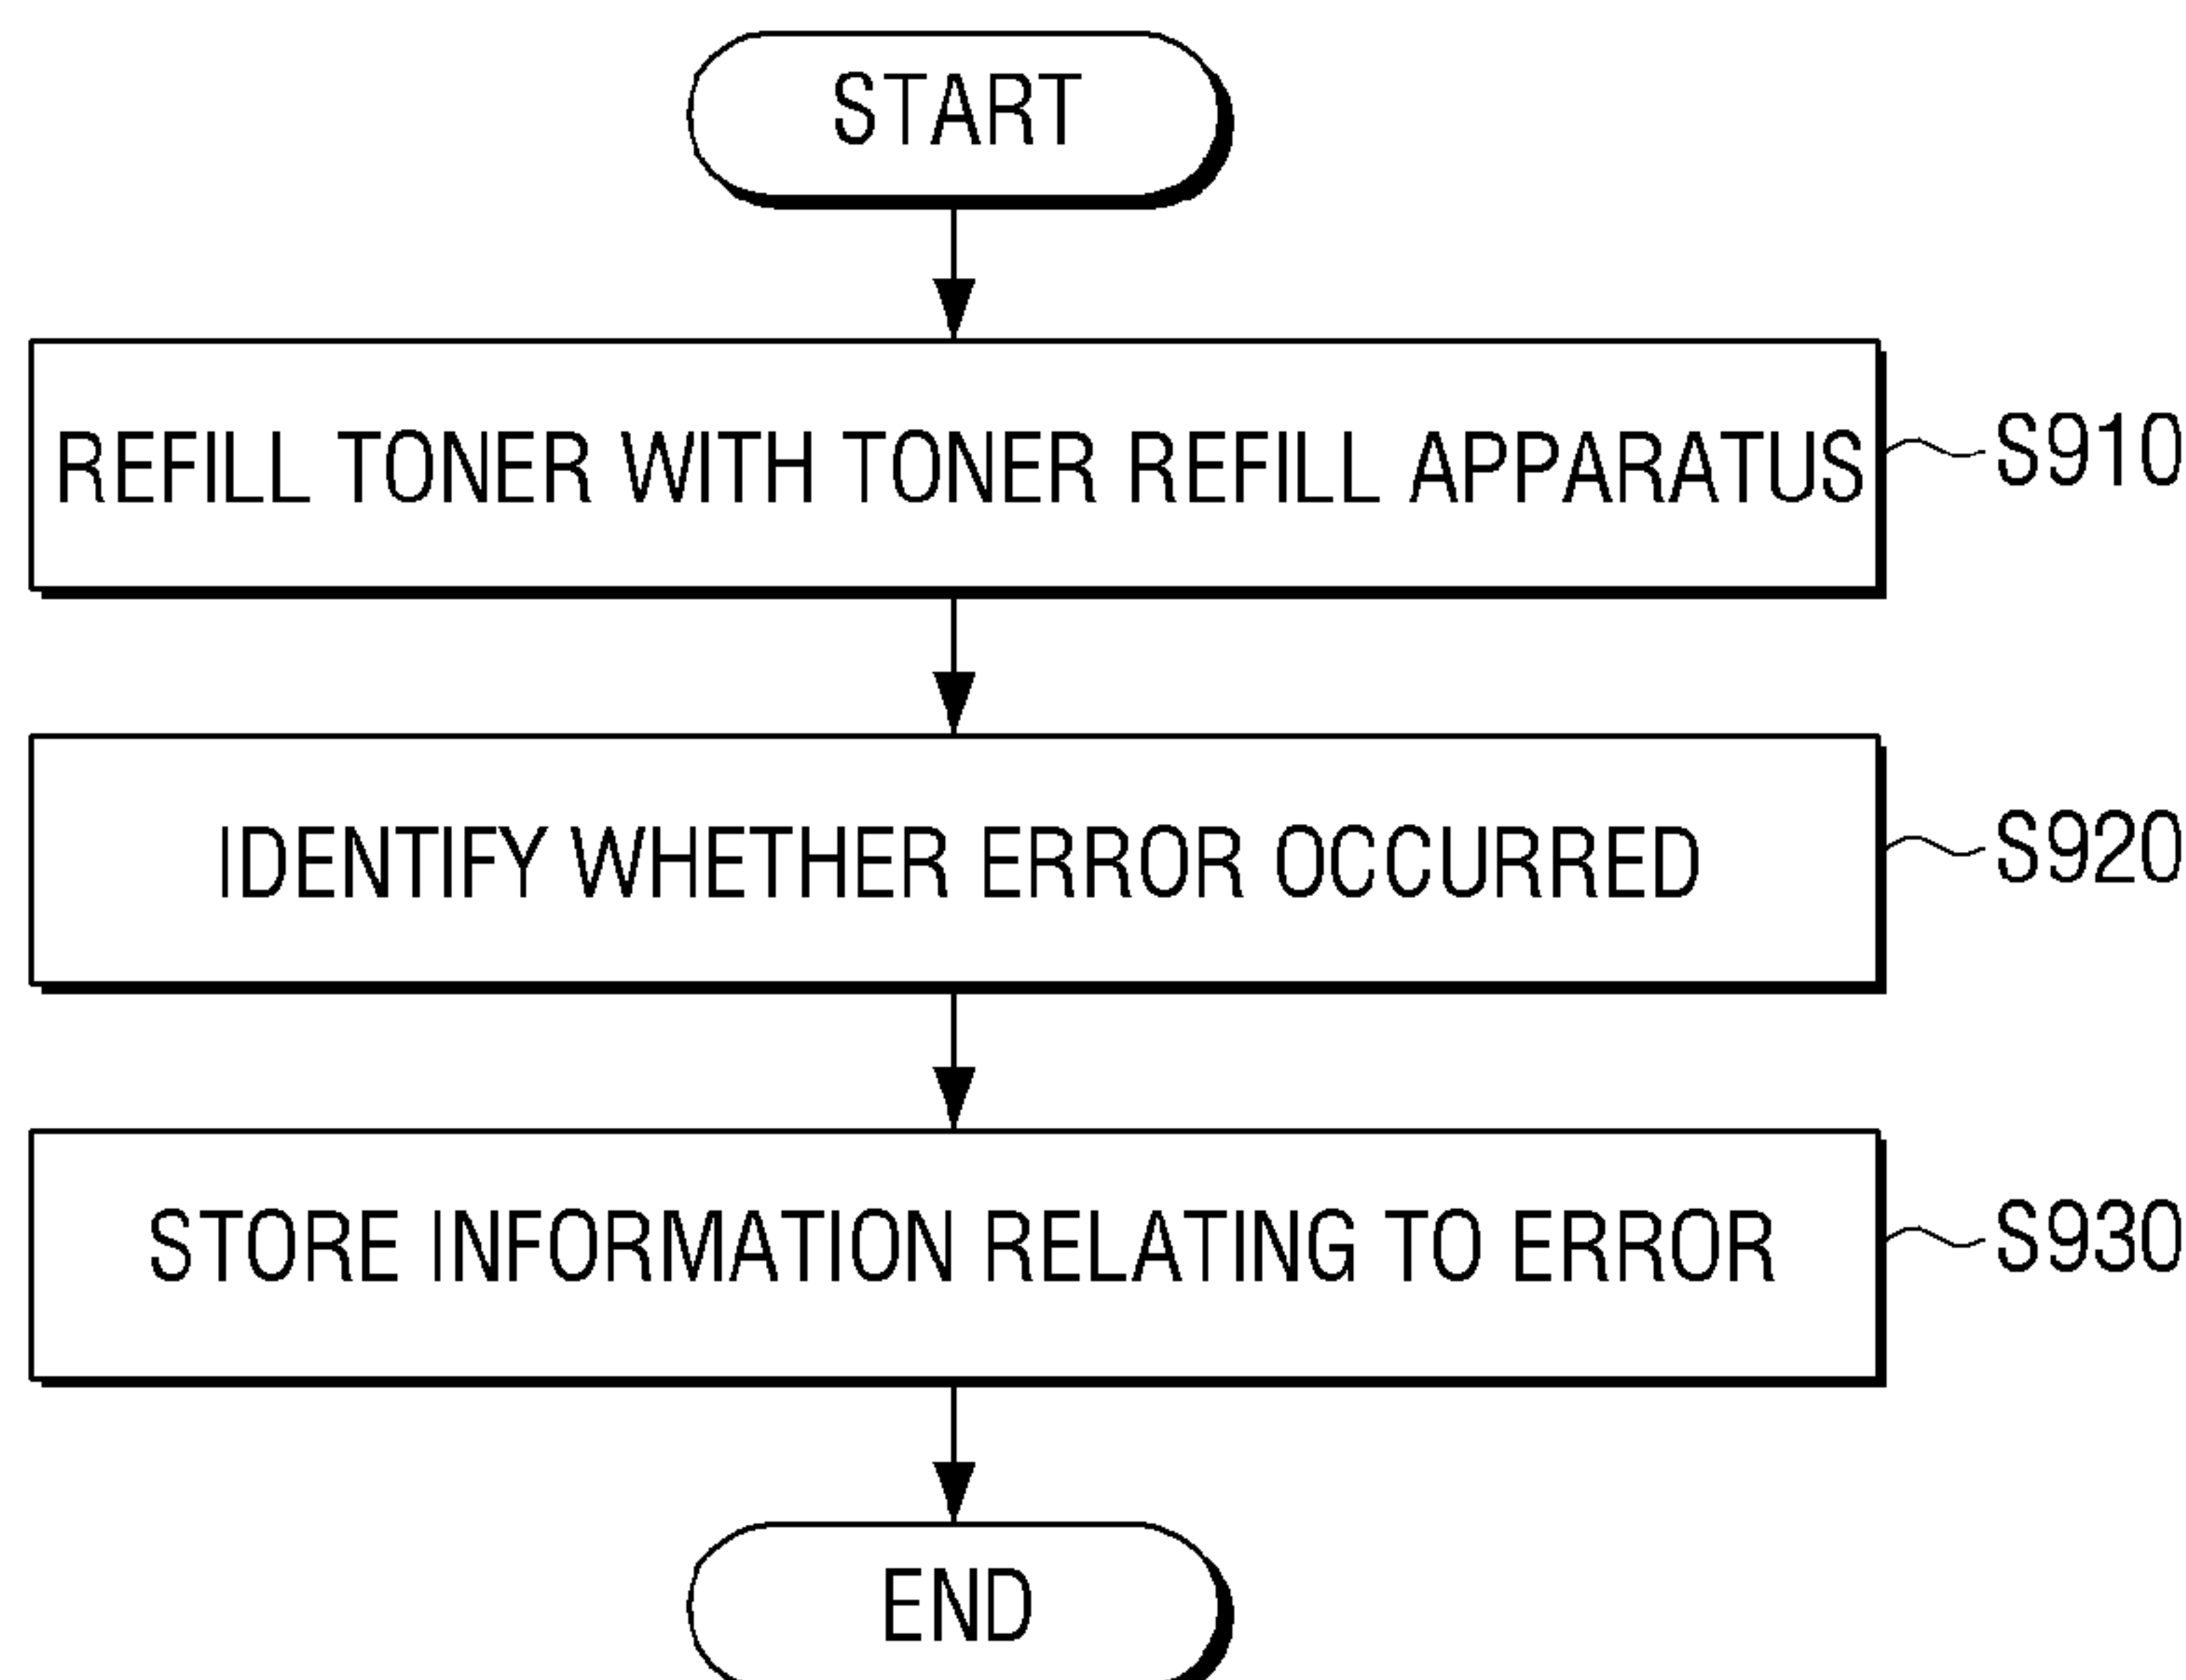 START
REFILL TONER WITH TONER REFILL APPARATUS
S910
IDENTIFY WHETHER ERROR OCCURRED
S920
STORE INFORMATION RELATING TO ERROR
S930
END